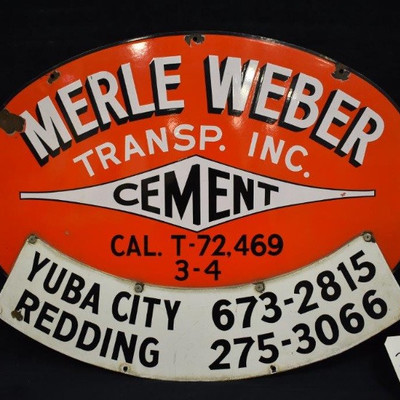 MERLE WEBER
TRANSP. INC.
CEMENT
CAL. T-72,469
3-4
YUBA CITY 673-2815
REDDING 275-3066